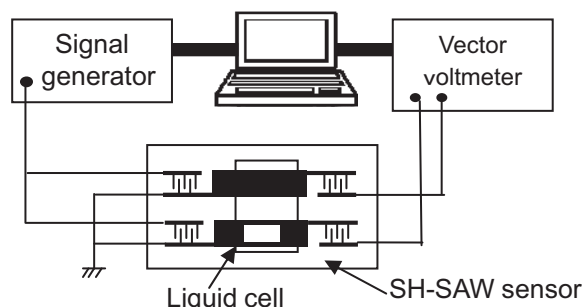 Signal
generator
Vector
voltmeter
Liquid cell
SH-SAW sensor